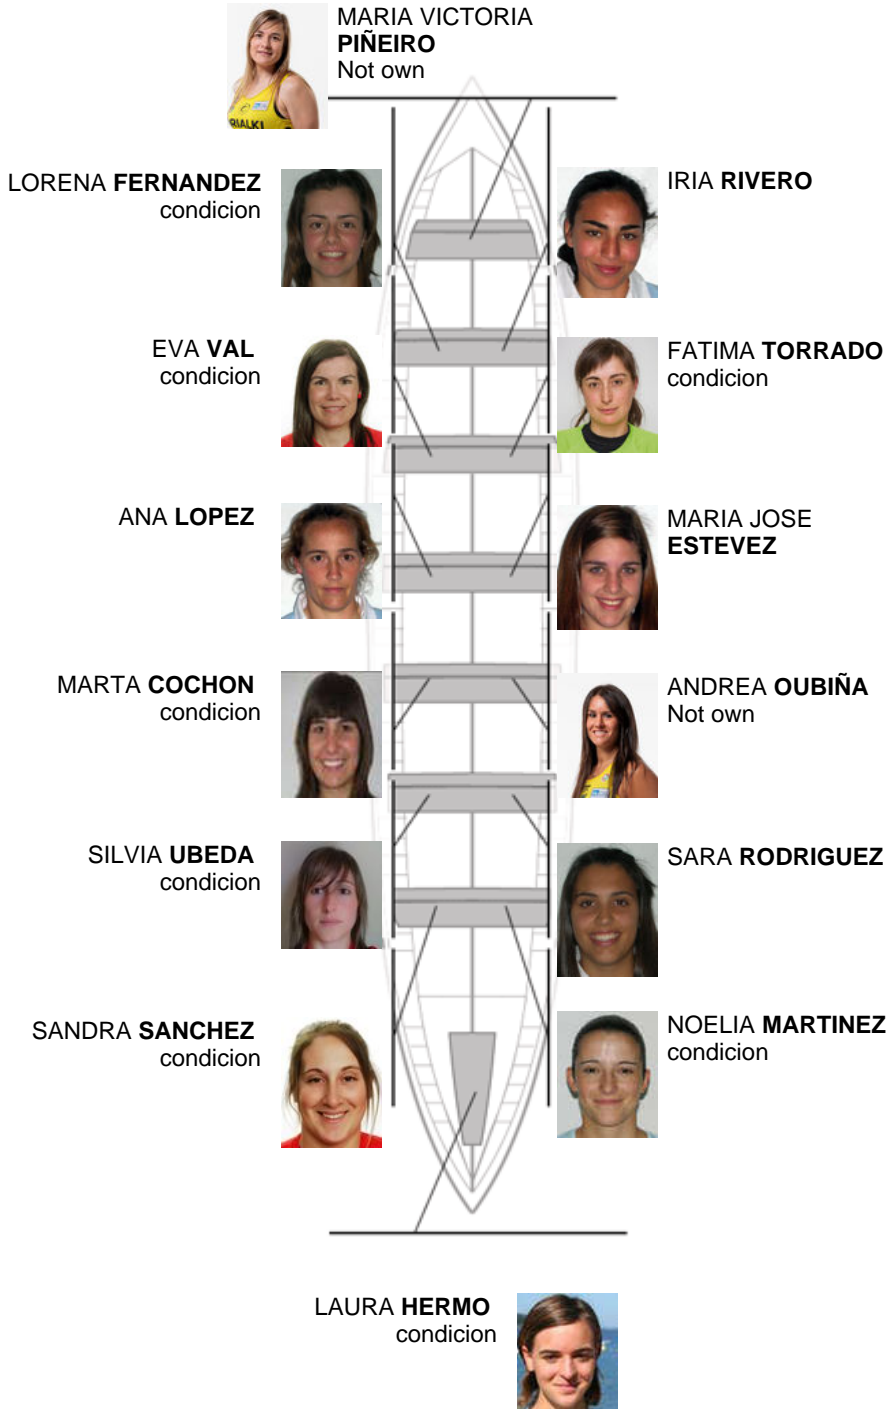 MARIA VICTORIA
PIÑEIRO
Not own
RIALKI
LORENA FERNANDEZ
condicion
IRIA RIVERO
EVA VAL
condicion
FATIMA TORRADO
condicion
ANA LOPEZ
MARIA JOSE
ESTEVEZ
MARTA COCHON
condicion
ANDREA OUBIÑA
Not own
SILVIA UBEDA
condicion
SARA RODRIGUEZ
SANDRA SANCHEZ
condicion
NOELIA MARTINEZ
condicion
LAURA HERMO
condicion